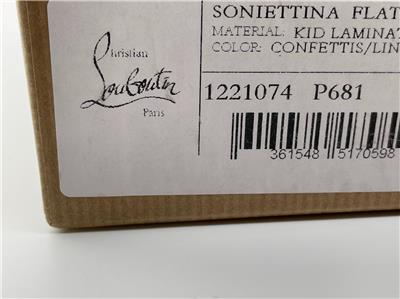 SONIETTINA FLAT
MATERIAL: KID LAMINAT
COLOR: CONFETTIS/LIN
Christian
Louboutin
Paris
1221074 P681
361548 5170598